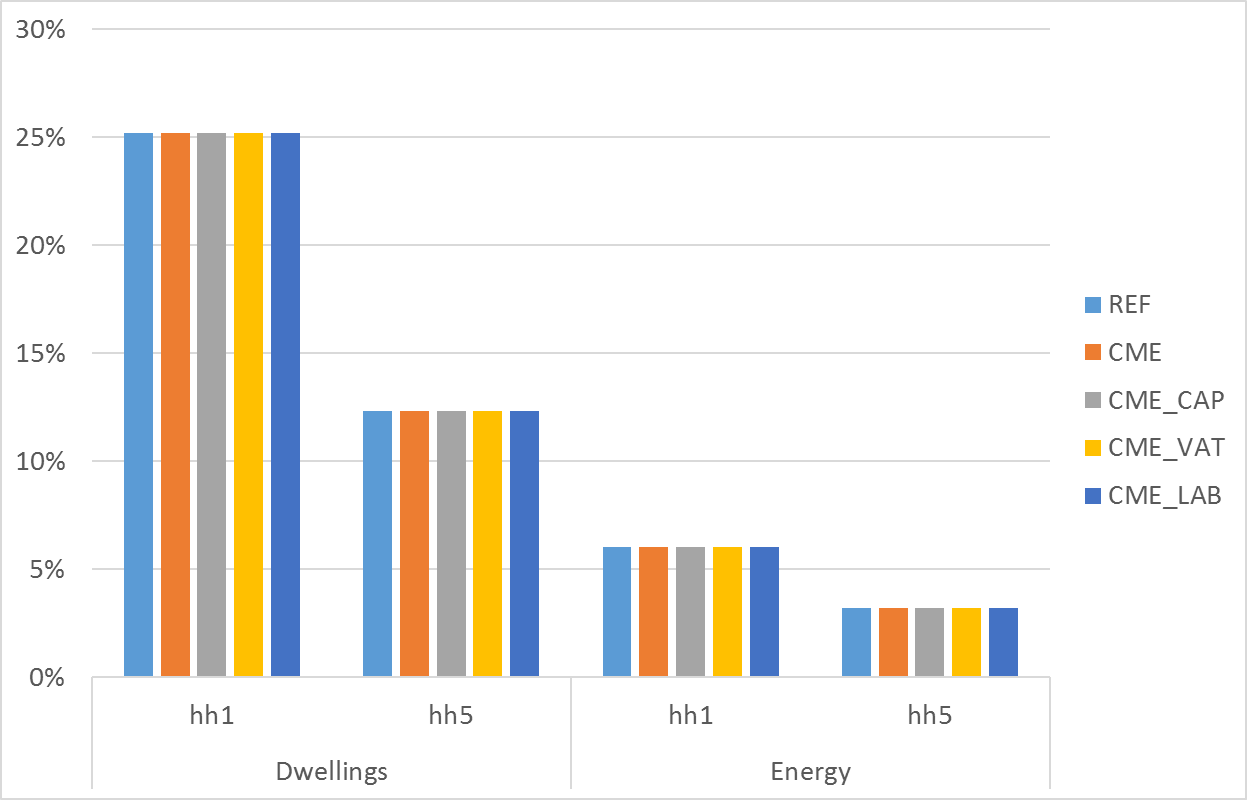 30%
25%
20%
15%
10%
5%
0%
hh1
hh5
hh1
hh5
Dwellings
Energy
REF
CME
CME_CAP
CME_VAT
CME_LAB